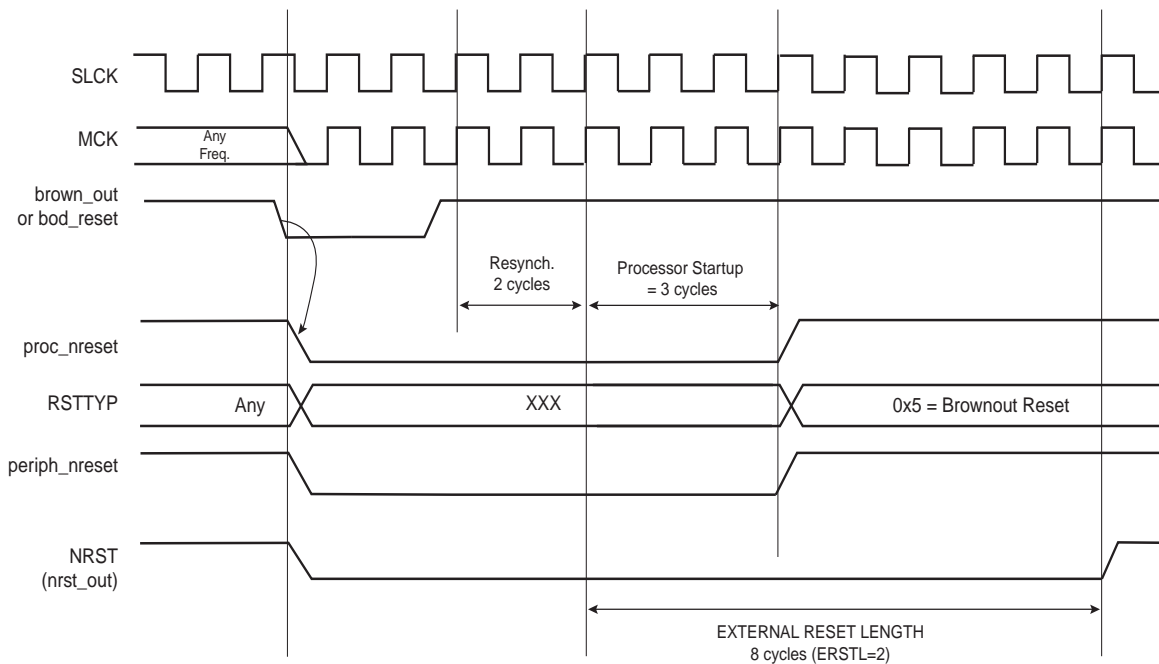 SLCK
MCK
Any
Freq.
brown_out
or bod_reset
Resynch.
2 cycles
Processor Startup
= 3 cycles
proc_nreset
RSTTYP
Any
XXX
0x5 = Brownout Reset
periph_nreset
NRST
(nrst_out)
EXTERNAL RESET LENGTH
8 cycles (ERSTL=2)